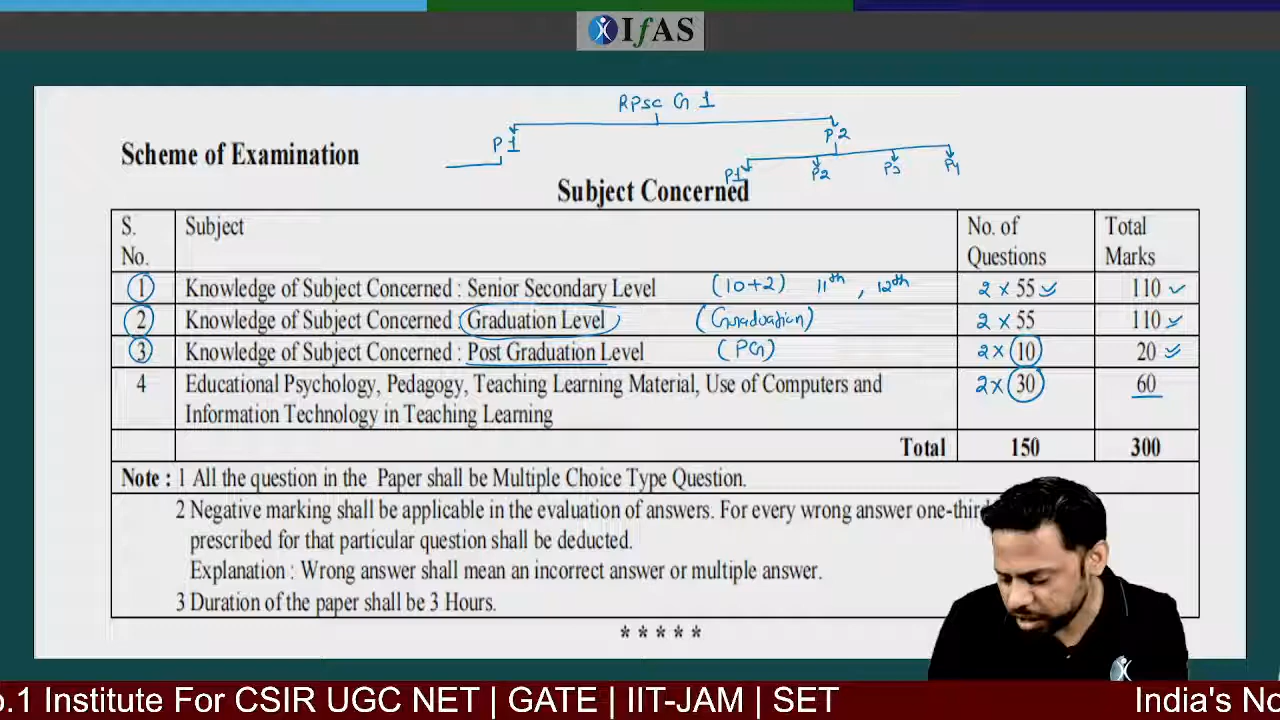 IfAS
RPSC G 1
P1 P2
P1 P2 P3 P4
Scheme of Examination
Subject Concerned
S. No. Subject No. of Questions Total Marks
1 Knowledge of Subject Concerned : Senior Secondary Level (10+2) 11th , 12th 2 × 55 110
2 Knowledge of Subject Concerned : Graduation Level (Graduation) 2 × 55 110
3 Knowledge of Subject Concerned : Post Graduation Level (PG) 2 × 10 20
4 Educational Psychology, Pedagogy, Teaching Learning Material, Use of Computers and 2 × 30 60
Information Technology in Teaching Learning
Total 150 300
Note : 1 All the question in the Paper shall be Multiple Choice Type Question.
2 Negative marking shall be applicable in the evaluation of answers. For every wrong answer one-third
prescribed for that particular question shall be deducted.
Explanation : Wrong answer shall mean an incorrect answer or multiple answer.
3 Duration of the paper shall be 3 Hours.
*****
o.1 Institute For CSIR UGC NET | GATE | IIT-JAM | SET India's No